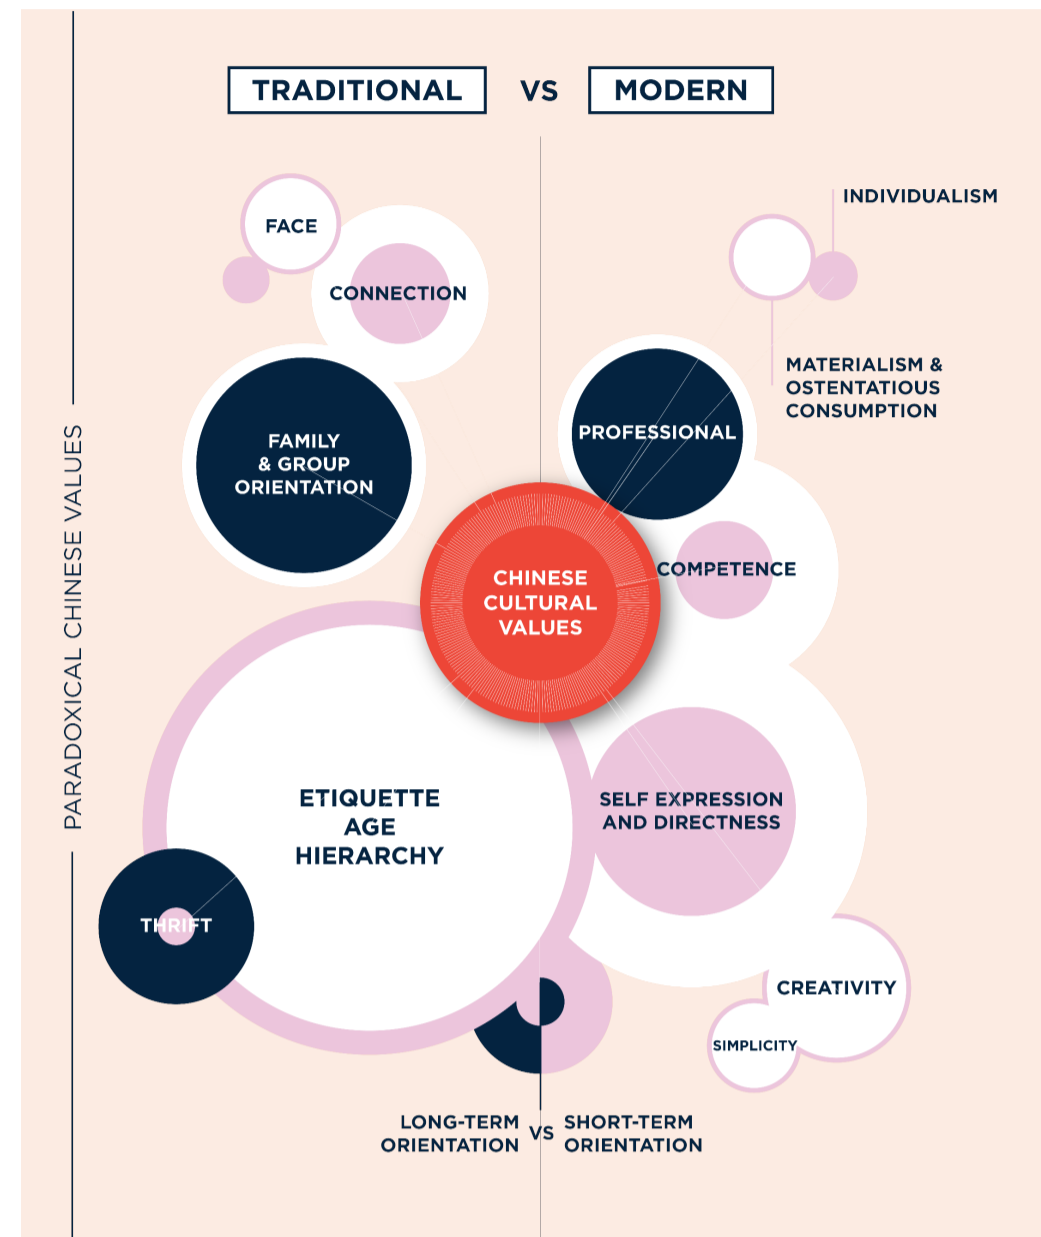 TRADITIONAL VS MODERN
PARADOXICAL CHINESE VALUES
FACE
CONNECTION
FAMILY
& GROUP
ORIENTATION
INDIVIDUALISM
MATERIALISM &
OSTENTATIOUS
CONSUMPTION
PROFESSIONAL
COMPETENCE
CHINESE
CULTURAL
VALUES
ETIQUETTE
AGE
HIERARCHY
SELF EXPRESSION
AND DIRECTNESS
THRIFT
CREATIVITY
SIMPLICITY
LONG-TERM
ORIENTATION
VS
SHORT-TERM
ORIENTATION